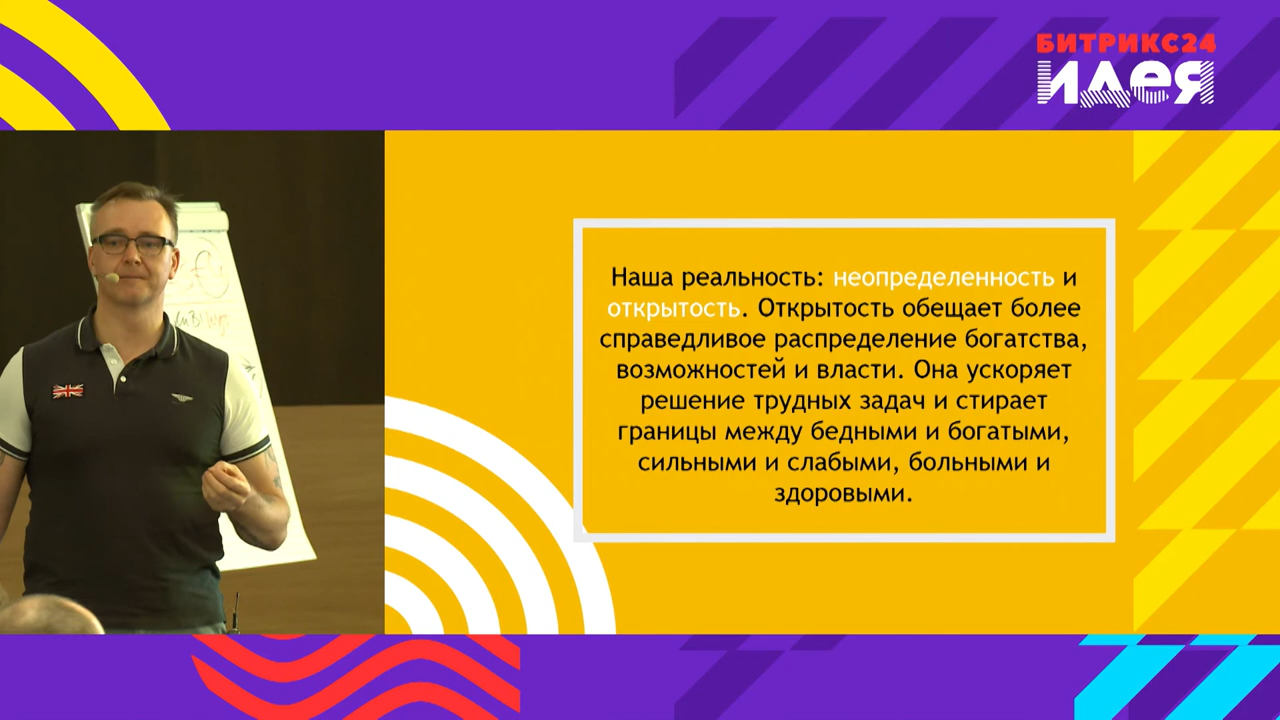 БИТРИКС24
идея
Наша реальность: неопределенность и
открытость. Открытость обещает более
справедливое распределение богатства,
возможностей и власти. Она ускоряет
решение трудных задач и стирает
границы между бедными и богатыми,
сильными и слабыми, больными и
здоровыми.